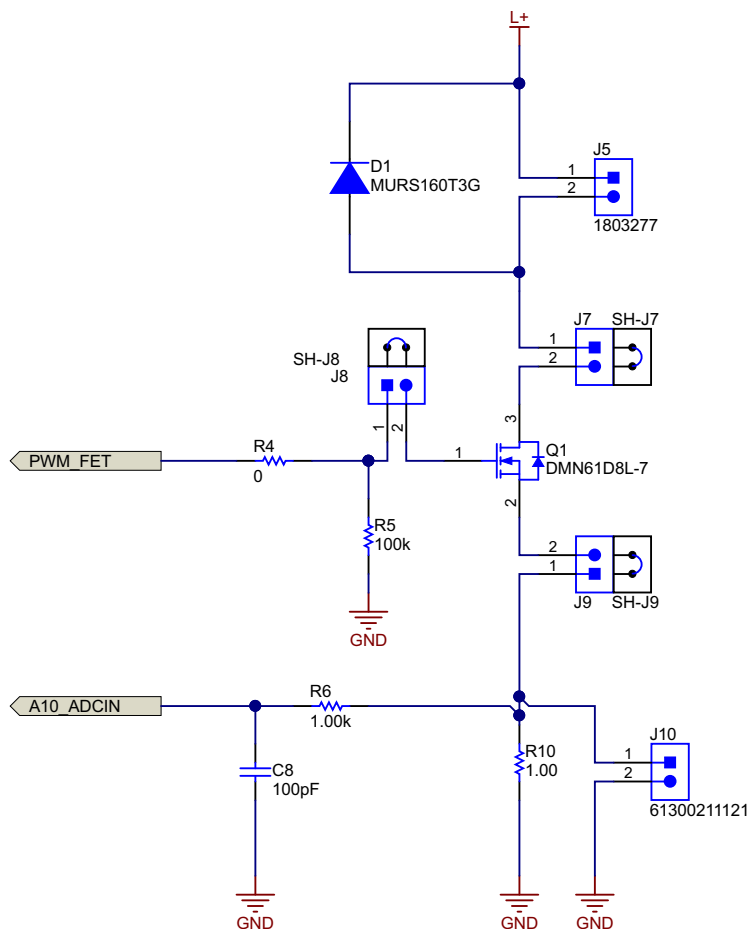 L+
D1
MURS160T3G
J5
1
2
1803277
J7
SH-J7
1
2
SH-J8
J8
1
2
3
PWM_FET
R4
0
1
Q1
DMN61D8L-7
2
R5
100k
GND
2
1
J9
SH-J9
A10_ADCIN
R6
1.00k
C8
100pF
R10
1.00
J10
1
2
61300211121
GND
GND
GND